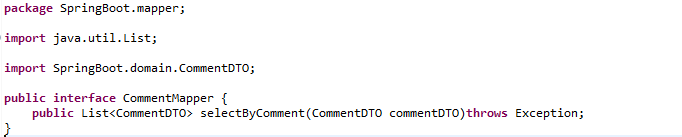 package SpringBoot.mapper;
import java.util.List;
import SpringBoot.domain.CommentDTO;
public interface CommentMapper {
    public List<CommentDTO> selectByComment(CommentDTO commentDTO)throws Exception;
}